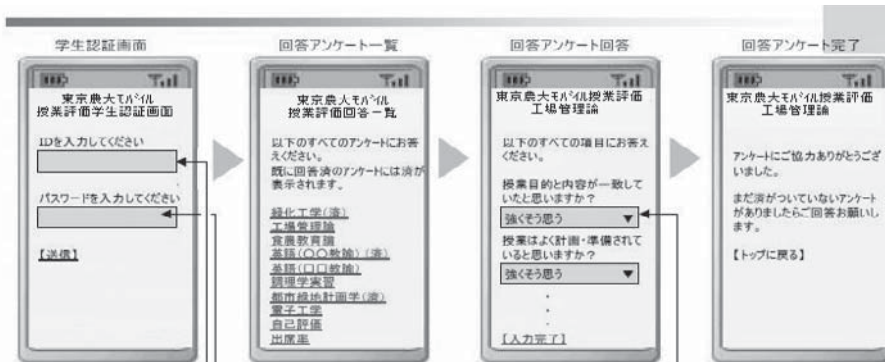 学生認証画面
東京農大モバイル
授業評価学生認証画面
IDを入力してください
パスワードを入力してください
【送信】
回答アンケート一覧
東京農大モバイル
授業評価回答一覧
以下のすべてのアンケートにお答
えください。
既に回答済のアンケートには済が
表示されます。
緑化工学(済)
工場管理論
食農教育論
英語(〇〇教諭)(済)
英語(口口教諭)
調理学実習
都市緑地計画学(済)
電子工学
自己評価
出席率
回答アンケート回答
東京農大モバイル授業評価
工場管理論
以下のすべての項目にお答え
ください。
授業目的と内容が一致して
いたと思いますか？
強くそう思う
授業はよく計画・準備されて
いると思いますか？
強くそう思う
【入力完了】
回答アンケート完了
東京農大モバイル授業評価
工場管理論
アンケートにご協力ありがとうござ
いました。
まだ済がついていないアンケート
がありましたらご回答お願いし
ます。
【トップに戻る】